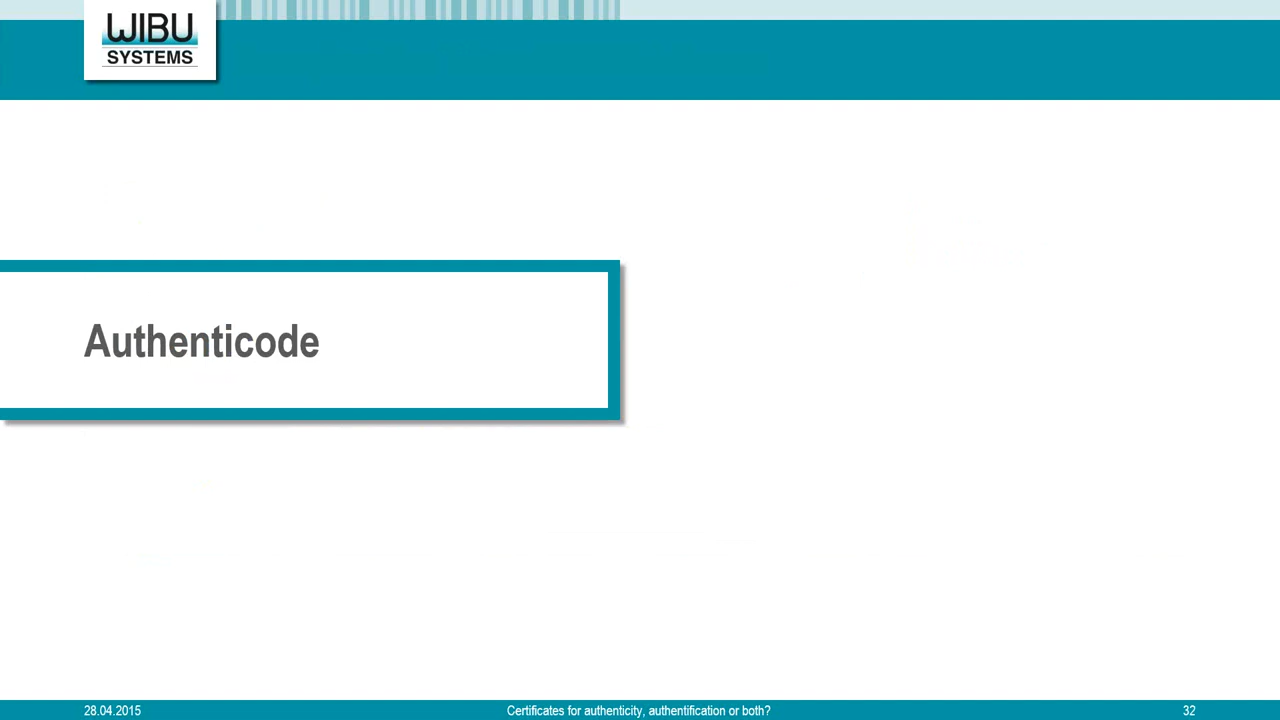 WIBU
SYSTEMS
Authenticode
28.04.2015
Certificates for authenticity, authentification or both?
32